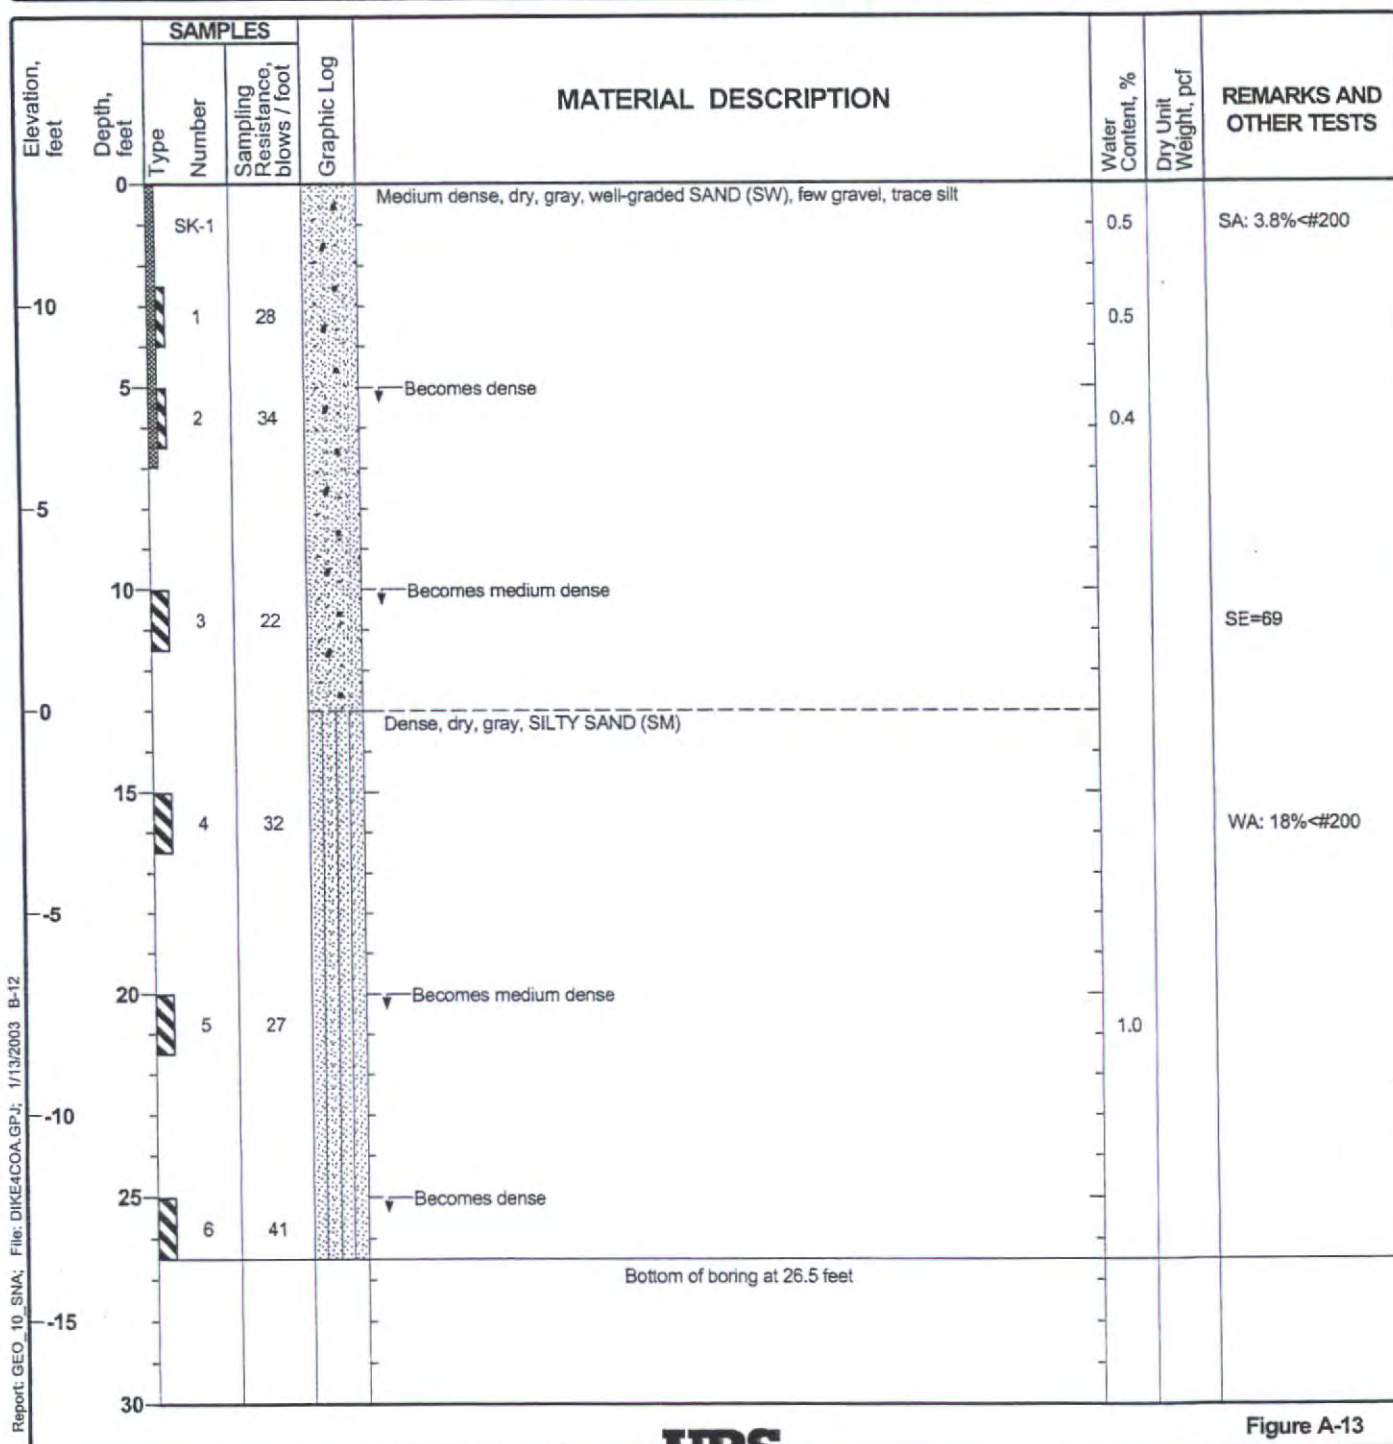 SAMPLES
Elevation,
feet
Depth,
feet
Type
Number
Sampling
Resistance,
blows / foot
Graphic Log
MATERIAL DESCRIPTION
Water
Content, %
Dry Unit
Weight, pcf
REMARKS AND
OTHER TESTS
0
Medium dense, dry, gray, well-graded SAND (SW), few gravel, trace silt
SK-1
0.5
SA: 3.8%<#200
10
1
28
0.5
5
Becomes dense
2
34
0.4
5
10
Becomes medium dense
3
22
SE=69
0
Dense, dry, gray, SILTY SAND (SM)
15
4
32
WA: 18%<#200
-5
20
Becomes medium dense
5
27
1.0
-10
25
Becomes dense
6
41
Bottom of boring at 26.5 feet
-15
30
Report: GEO_10_SNA; File: DIKE4COA.GPJ; 1/13/2003 B-12
URS
Figure A-13